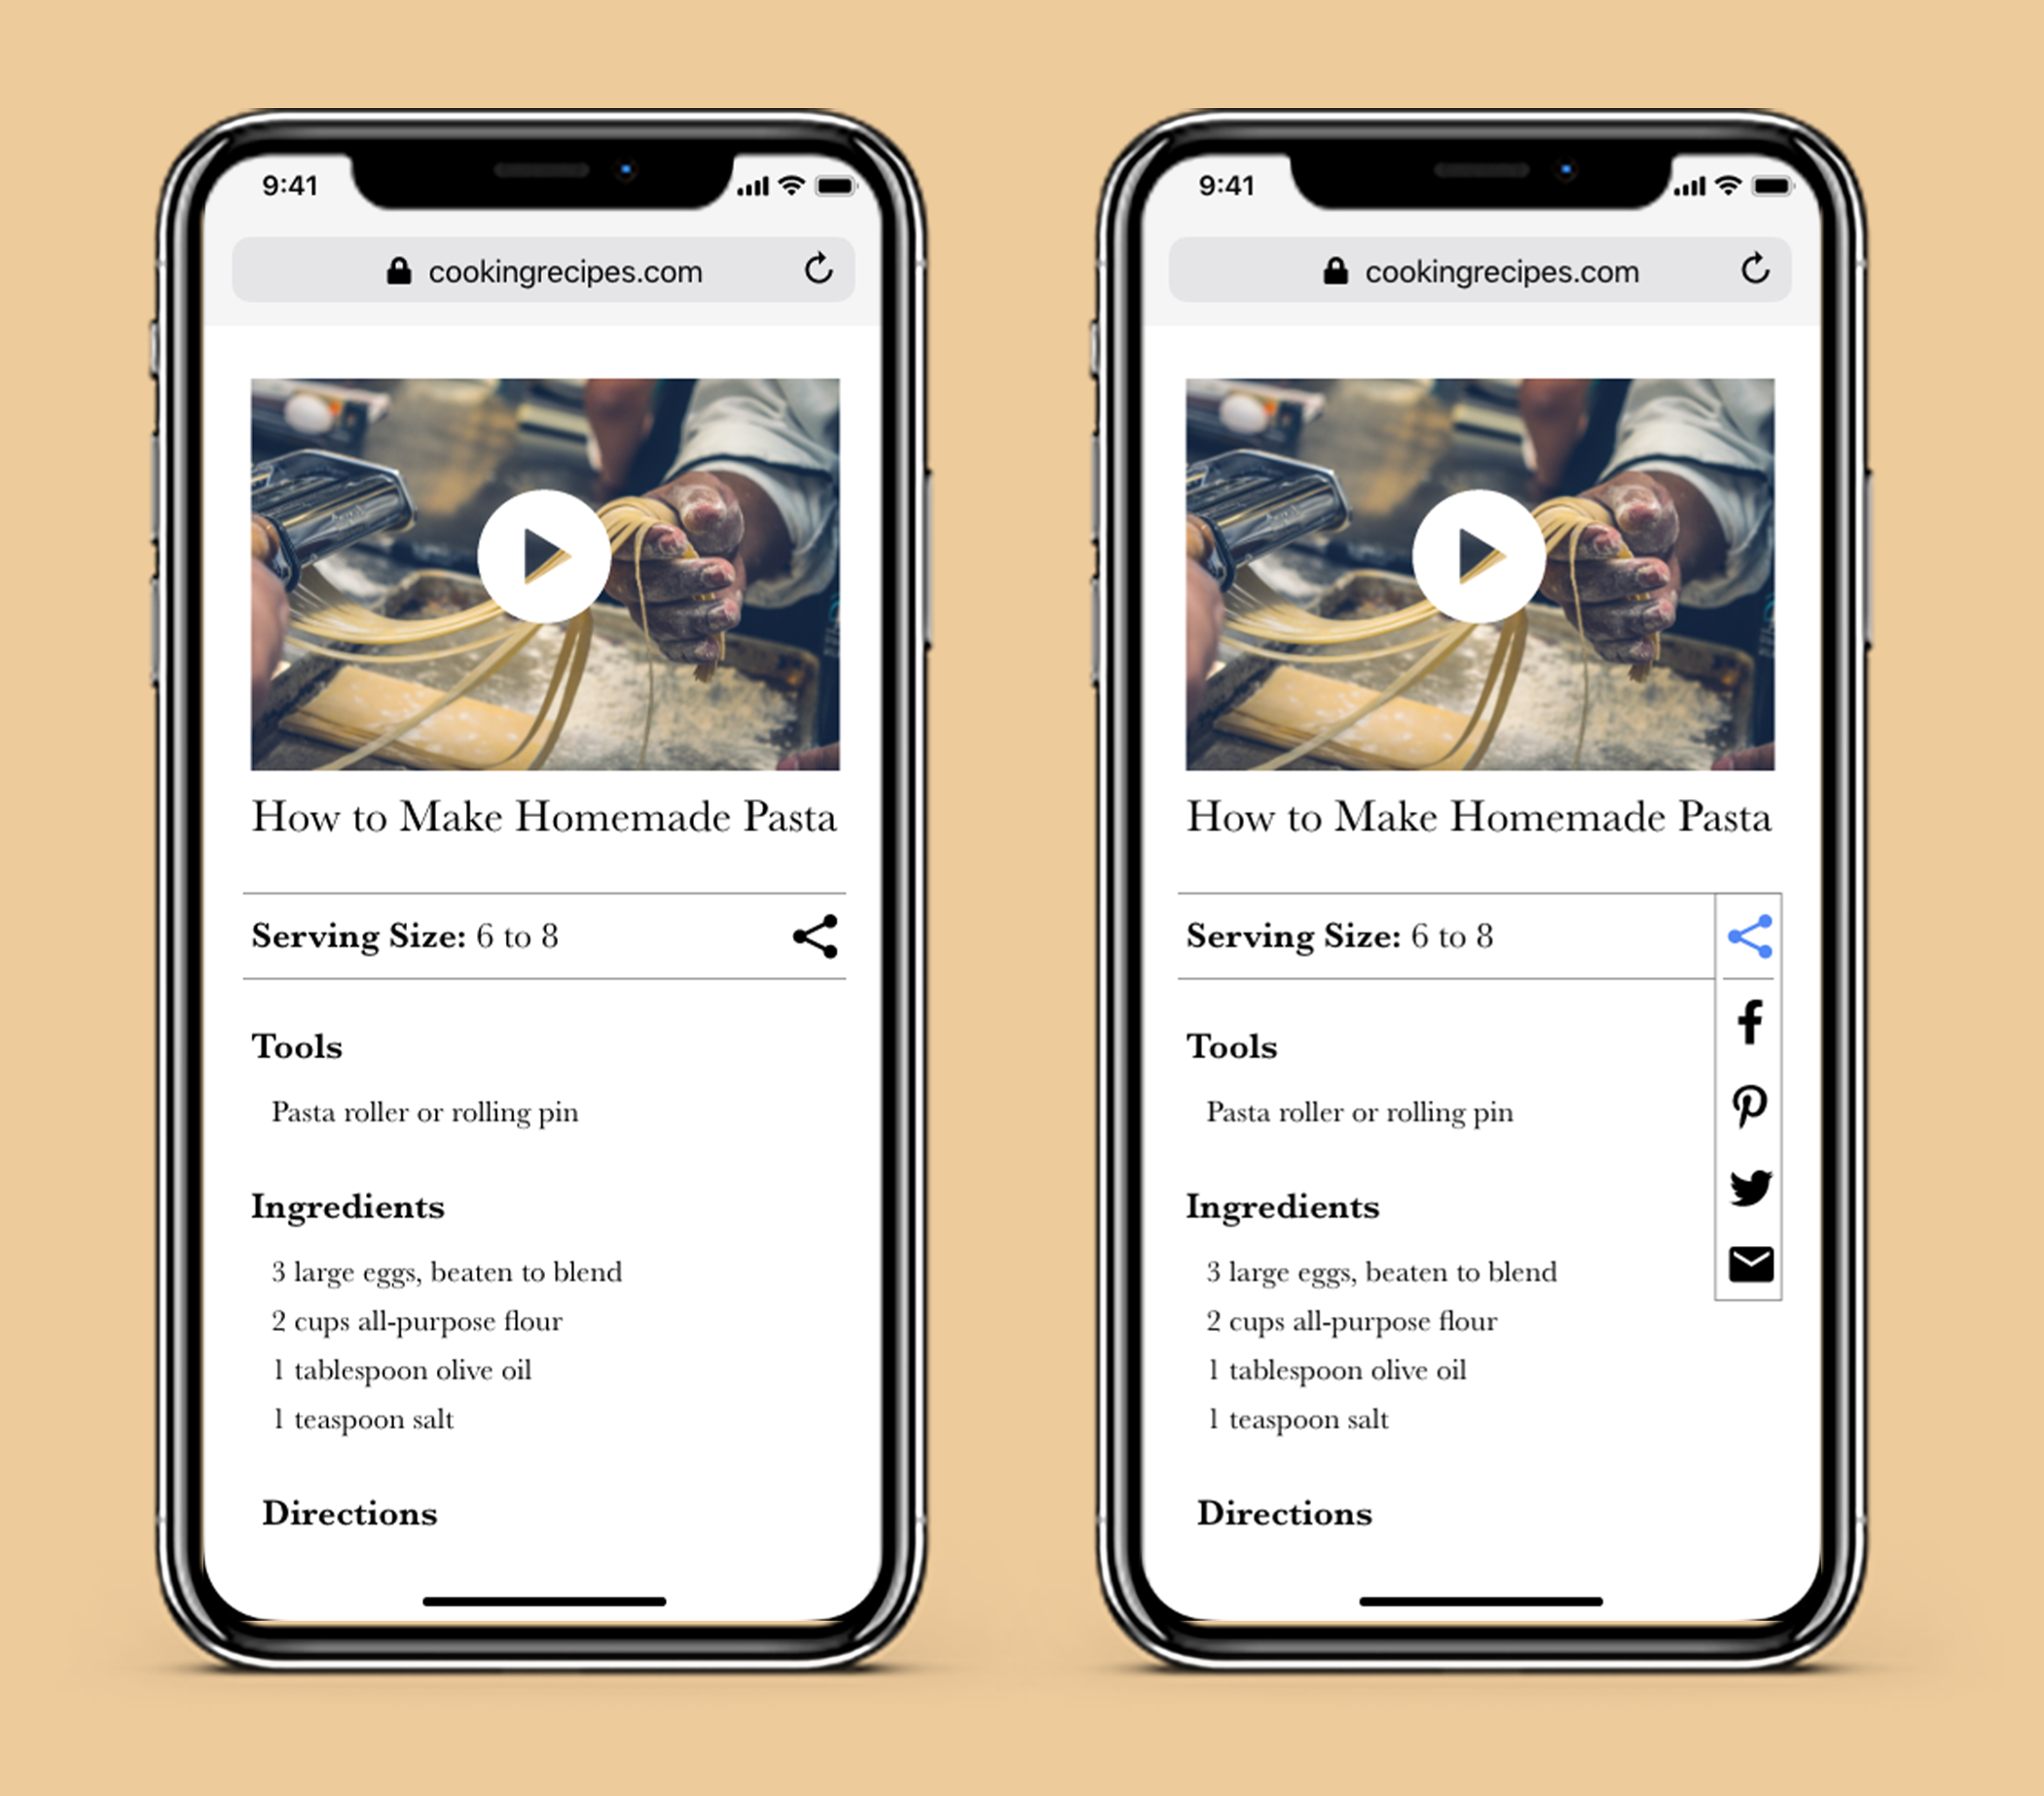 9:41
cookingrecipes.com
How to Make Homemade Pasta
Serving Size: 6 to 8
Tools
Pasta roller or rolling pin
Ingredients
3 large eggs, beaten to blend
2 cups all-purpose flour
1 tablespoon olive oil
1 teaspoon salt
Directions
9:41
cookingrecipes.com
How to Make Homemade Pasta
Serving Size: 6 to 8
Tools
Pasta roller or rolling pin
Ingredients
3 large eggs, beaten to blend
2 cups all-purpose flour
1 tablespoon olive oil
1 teaspoon salt
Directions